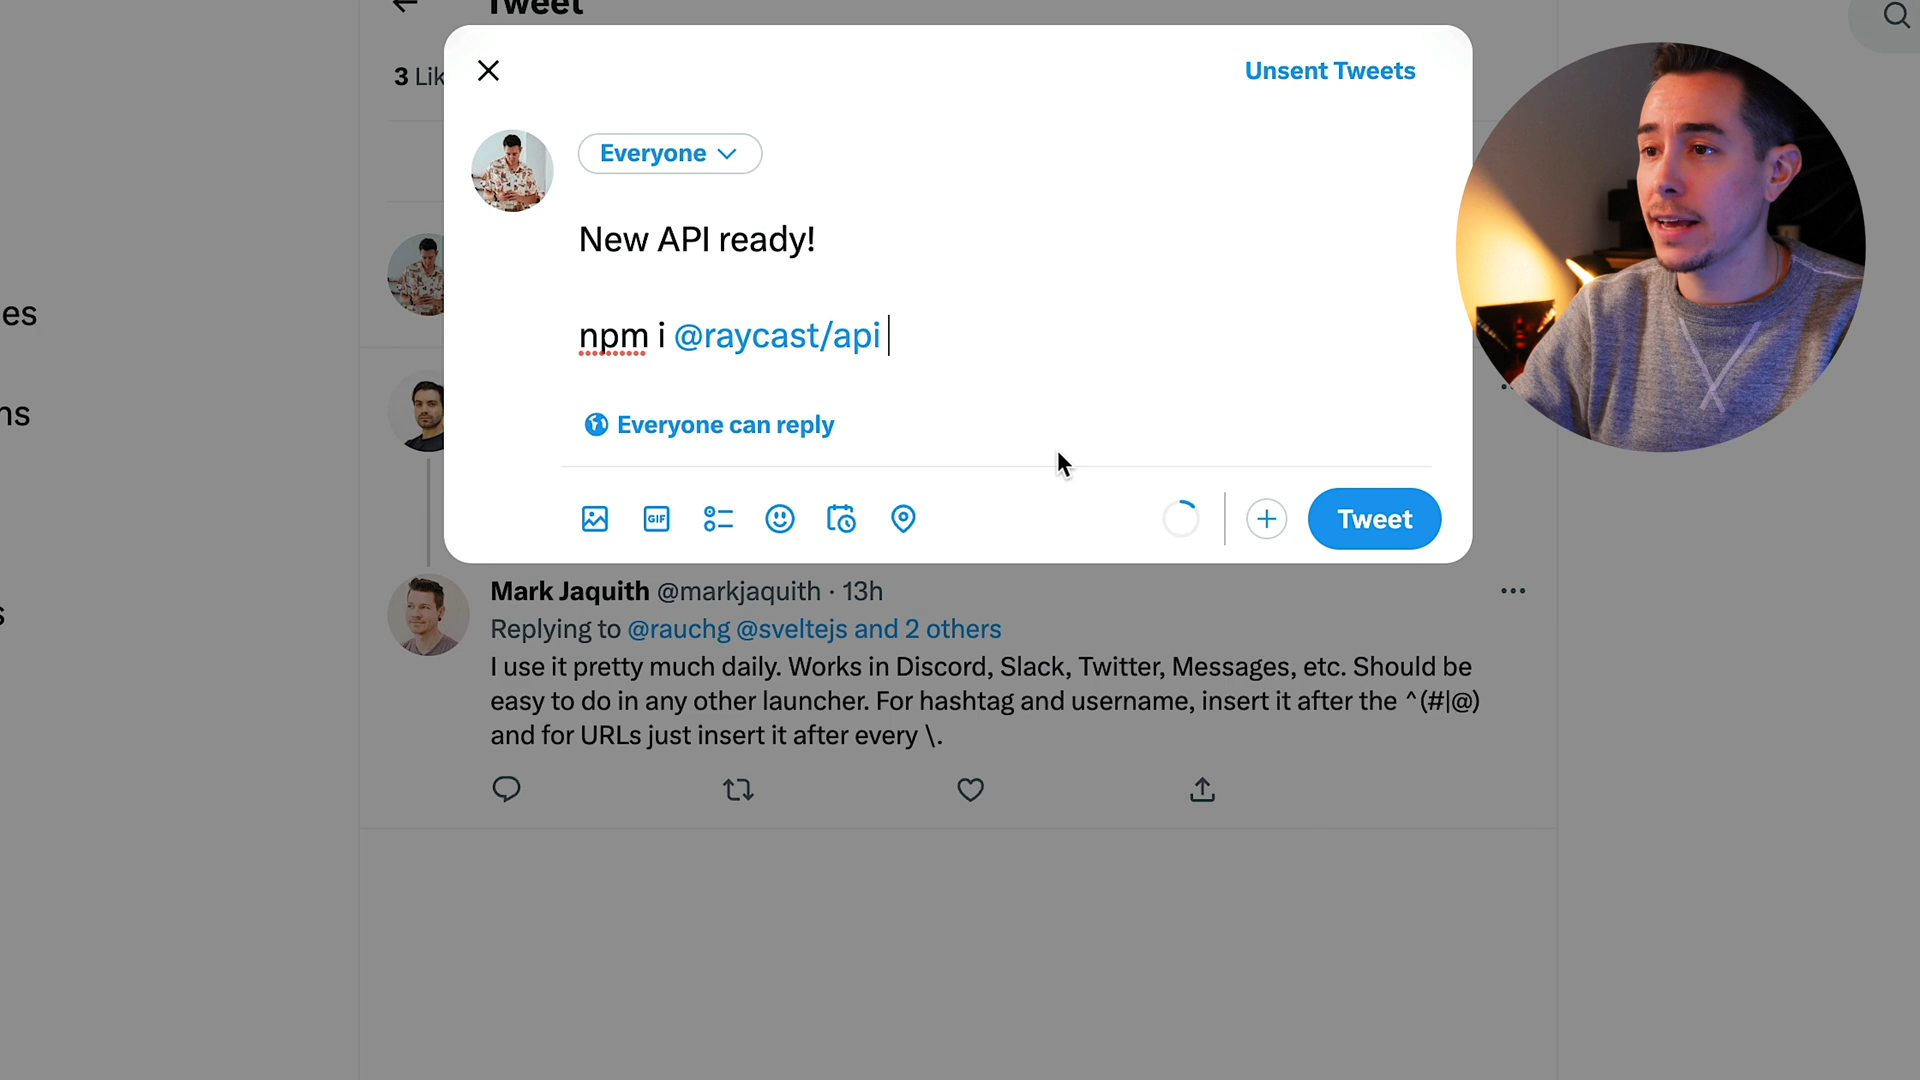 Tweet
3 Lik
Unsent Tweets
Everyone
New API ready!
es
npm i @raycast/api
ns
Everyone can reply
GIF
Tweet
Mark Jaquith @markjaquith · 13h
s
Replying to @rauchg @sveltejs and 2 others
I use it pretty much daily. Works in Discord, Slack, Twitter, Messages, etc. Should be
easy to do in any other launcher. For hashtag and username, insert it after the ^(#|@)
and for URLs just insert it after every \.